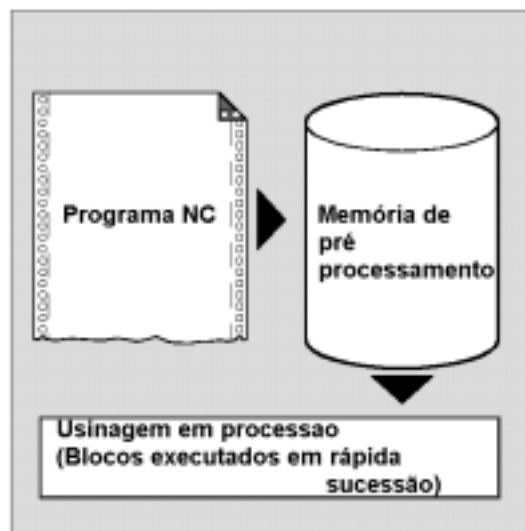 Programa NC
Memória de
pré
processamento
Usinagem em processao
(Blocos executados em rápida
sucessão)